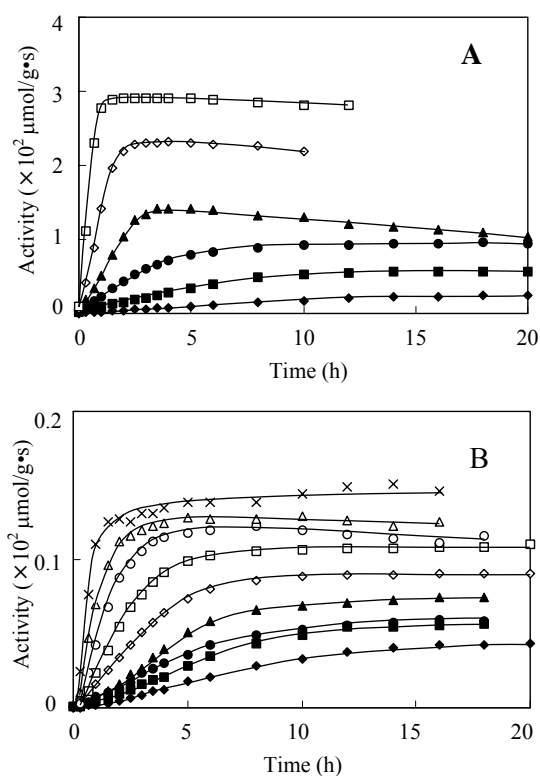 A
Activity (×10² μmol/g•s)
4
3
2
1
0
0 5 10 15 20
Time (h)
B
Activity (×10² μmol/g•s)
0.2
0.1
0
0 5 10 15 20
Time (h)